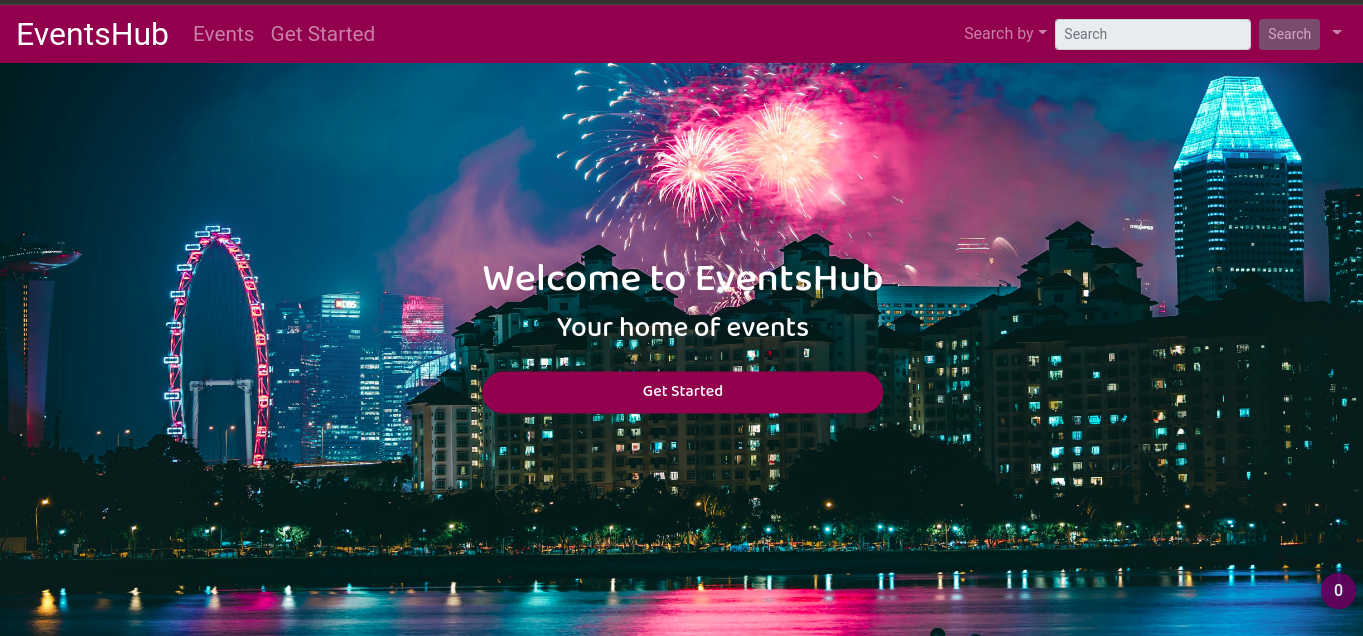 EventsHub Events Get Started Search by Search Search
Welcome to EventsHub
Your home of events
Get Started
0